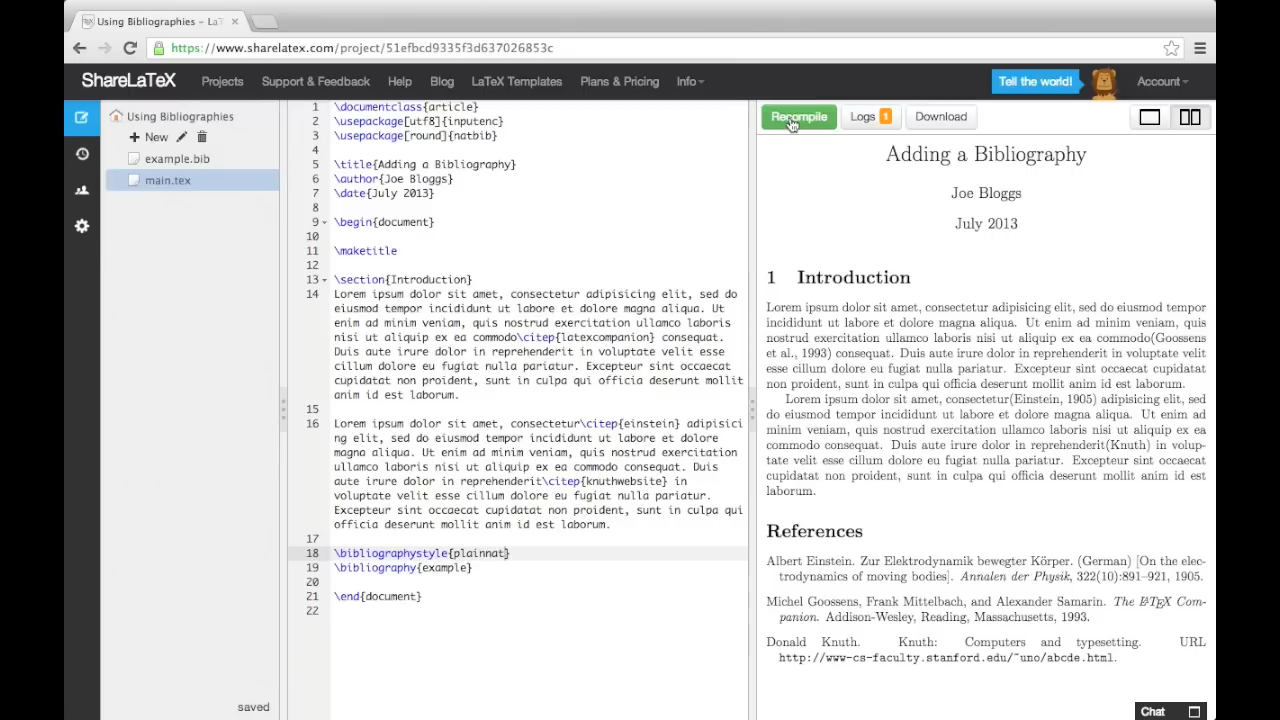 Using Bibliographies – LaT
https://www.sharelatex.com/project/51efbcd9335f3d637026853c
ShareLaTeX Projects Support & Feedback Help Blog LaTeX Templates Plans & Pricing Info Tell the world! Account
Using Bibliographies
New
example.bib
main.tex
saved
1 \documentclass{article}
2 \usepackage[utf8]{inputenc}
3 \usepackage[round]{natbib}
4
5 \title{Adding a Bibliography}
6 \author{Joe Bloggs}
7 \date{July 2013}
8
9 \begin{document}
10
11 \maketitle
12
13 \section{Introduction}
14 Lorem ipsum dolor sit amet, consectetur adipisicing elit, sed do
eiusmod tempor incididunt ut labore et dolore magna aliqua. Ut
enim ad minim veniam, quis nostrud exercitation ullamco laboris
nisi ut aliquip ex ea commodo\citep{latexcompanion} consequat.
Duis aute irure dolor in reprehenderit in voluptate velit esse
cillum dolore eu fugiat nulla pariatur. Excepteur sint occaecat
cupidatat non proident, sunt in culpa qui officia deserunt mollit
anim id est laborum.
15
16 Lorem ipsum dolor sit amet, consectetur\citep{einstein} adipisici
ng elit, sed do eiusmod tempor incididunt ut labore et dolore
magna aliqua. Ut enim ad minim veniam, quis nostrud exercitation
ullamco laboris nisi ut aliquip ex ea commodo consequat. Duis
aute irure dolor in reprehenderit\citep{knuthwebsite} in
voluptate velit esse cillum dolore eu fugiat nulla pariatur.
Excepteur sint occaecat cupidatat non proident, sunt in culpa qui
officia deserunt mollit anim id est laborum.
17
18 \bibliographystyle{plainnat}
19 \bibliography{example}
20
21 \end{document}
22
Recompile Logs 1 Download
Adding a Bibliography
Joe Bloggs
July 2013
1 Introduction
Lorem ipsum dolor sit amet, consectetur adipisicing elit, sed do eiusmod tempor
incididunt ut labore et dolore magna aliqua. Ut enim ad minim veniam, quis
nostrud exercitation ullamco laboris nisi ut aliquip ex ea commodo(Goossens
et al., 1993) consequat. Duis aute irure dolor in reprehenderit in voluptate velit
esse cillum dolore eu fugiat nulla pariatur. Excepteur sint occaecat cupidatat
non proident, sunt in culpa qui officia deserunt mollit anim id est laborum.
Lorem ipsum dolor sit amet, consectetur(Einstein, 1905) adipisicing elit, sed
do eiusmod tempor incididunt ut labore et dolore magna aliqua. Ut enim ad
minim veniam, quis nostrud exercitation ullamco laboris nisi ut aliquip ex ea
commodo consequat. Duis aute irure dolor in reprehenderit(Knuth) in volup-
tate velit esse cillum dolore eu fugiat nulla pariatur. Excepteur sint occaecat
cupidatat non proident, sunt in culpa qui officia deserunt mollit anim id est
laborum.
References
Albert Einstein. Zur Elektrodynamik bewegter Körper. (German) [On the elec-
trodynamics of moving bodies]. Annalen der Physik, 322(10):891–921, 1905.
Michel Goossens, Frank Mittelbach, and Alexander Samarin. The LATEX Com-
panion. Addison-Wesley, Reading, Massachusetts, 1993.
Donald Knuth. Knuth: Computers and typesetting. URL
http://www-cs-faculty.stanford.edu/~uno/abcde.html.
Chat